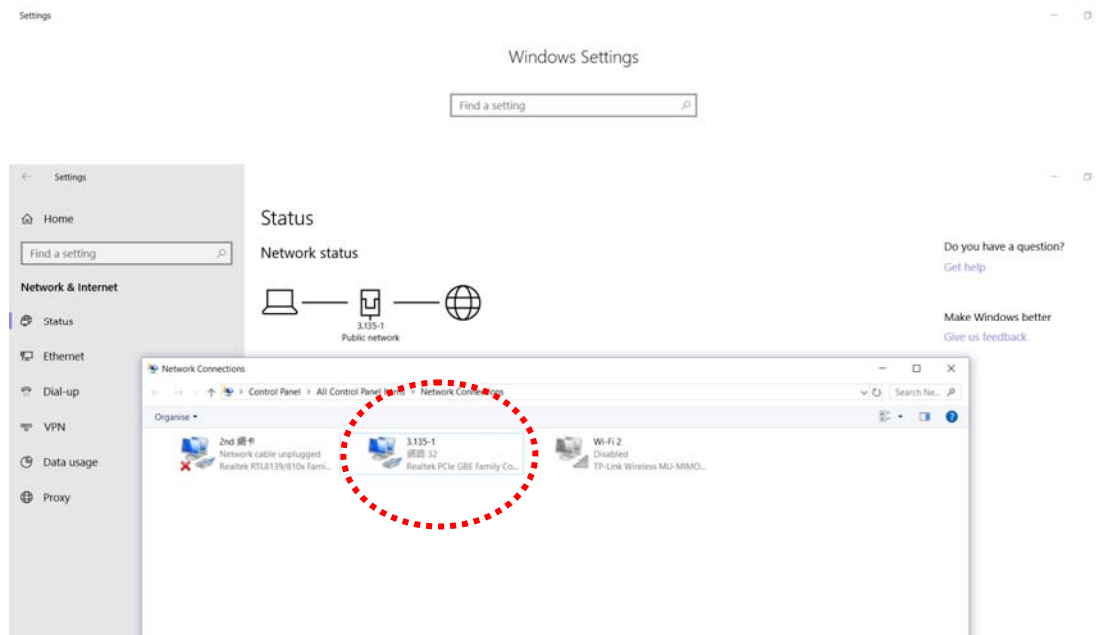 Settings
Windows Settings
Find a setting
Settings
Home
Find a setting
Network & Internet
Status
Ethernet
Dial-up
VPN
Data usage
Proxy
Status
Network status
3.135-1
Public network
Do you have a question?
Get help
Make Windows better
Give us feedback
Network Connections
Control Panel > All Control Panel Items > Network Connections
Search Ne...
Organise
2nd 網卡
Network cable unplugged
Realtek RTL8139/810x Fami...
3.135-1
網路 32
Realtek PCIe GBE Family Co...
Wi-Fi 2
Disabled
TP-Link Wireless MU-MIMO...